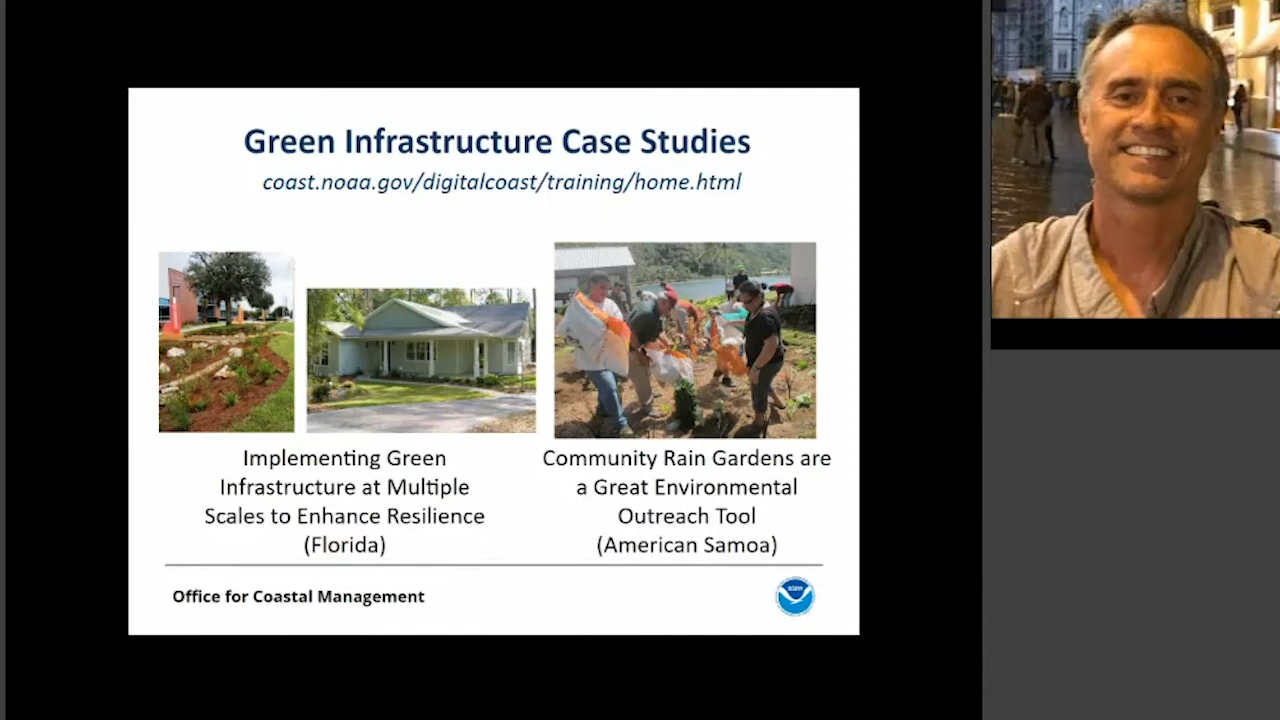 Green Infrastructure Case Studies
coast.noaa.gov/digitalcoast/training/home.html
Implementing Green
Infrastructure at Multiple
Scales to Enhance Resilience
(Florida)
Community Rain Gardens are
a Great Environmental
Outreach Tool
(American Samoa)
Office for Coastal Management